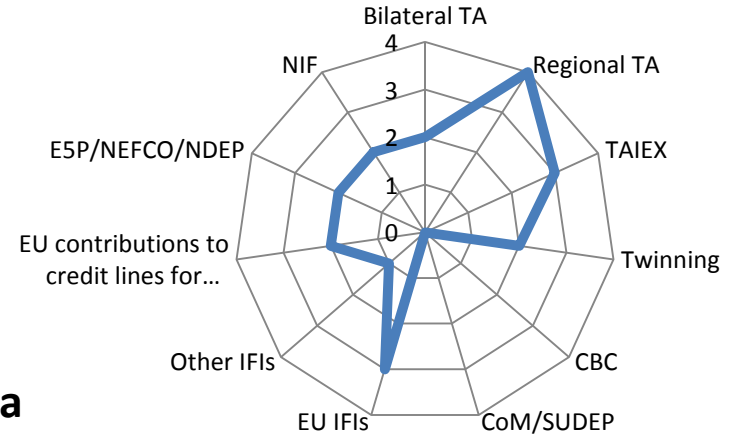 Bilateral TA
4
NIF
Regional TA
3
E5P/NEFCO/NDEP
2
TAIEX
1
0
EU contributions to
credit lines for…
Twinning
Other IFIs
CBC
a
EU IFIs
CoM/SUDEP